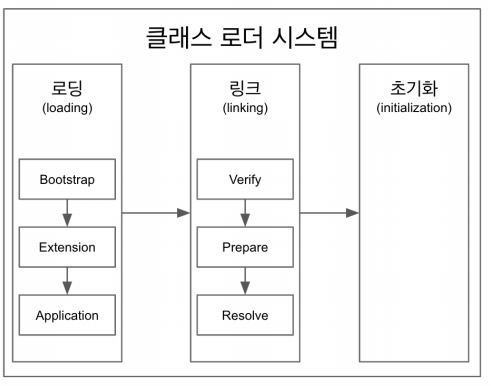 클래스 로더 시스템
로딩
(loading)
Bootstrap
Extension
Application
링크
(linking)
Verify
Prepare
Resolve
초기화
(initialization)